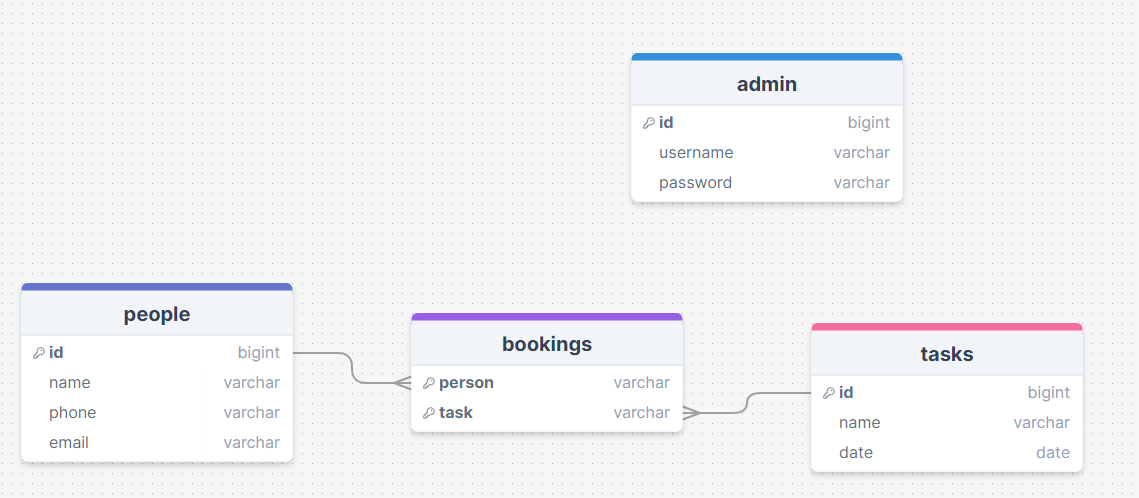 admin
id bigint
username varchar
password varchar
people
id bigint
name varchar
phone varchar
email varchar
bookings
person varchar
task varchar
tasks
id bigint
name varchar
date date